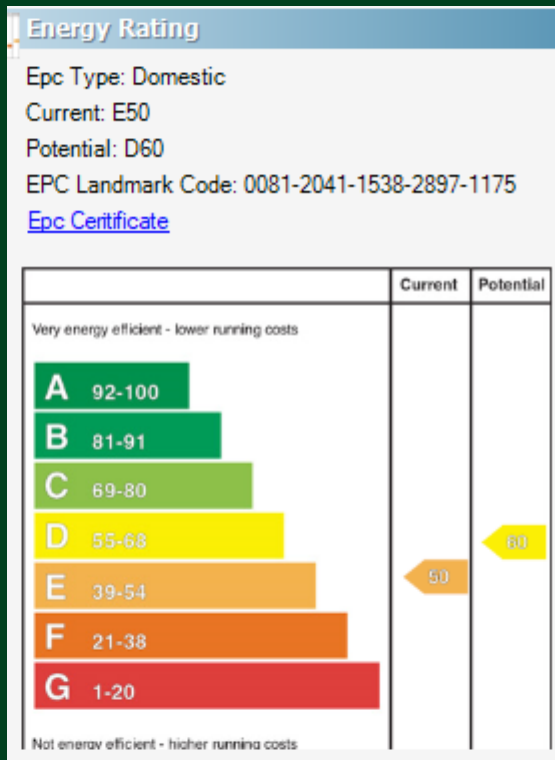 Energy Rating
Epc Type: Domestic
Current: E50
Potential: D60
EPC Landmark Code: 0081-2041-1538-2897-1175
Epc Ceritificate
Current Potential
Very energy efficient - lower running costs
A 92-100
B 81-91
C 69-80
D 55-68 60
E 39-54 50
F 21-38
G 1-20
Not energy efficient - higher running costs